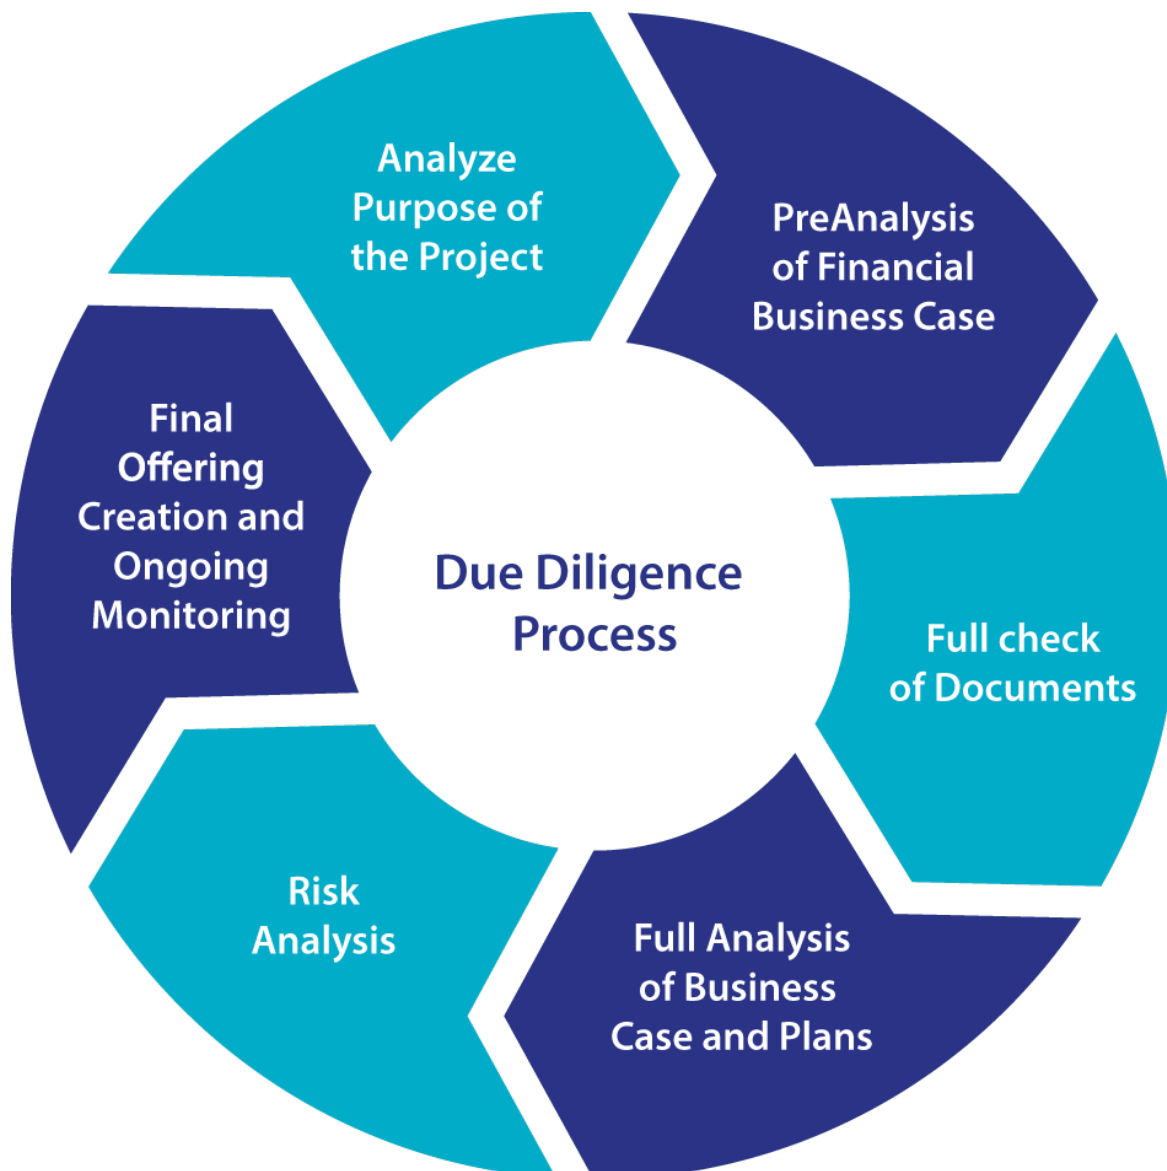 Analyze
Purpose of
the Project
PreAnalysis
of Financial
Business Case
Full check
of Documents
Full Analysis
of Business
Case and Plans
Risk
Analysis
Final
Offering
Creation and
Ongoing
Monitoring
Due Diligence
Process